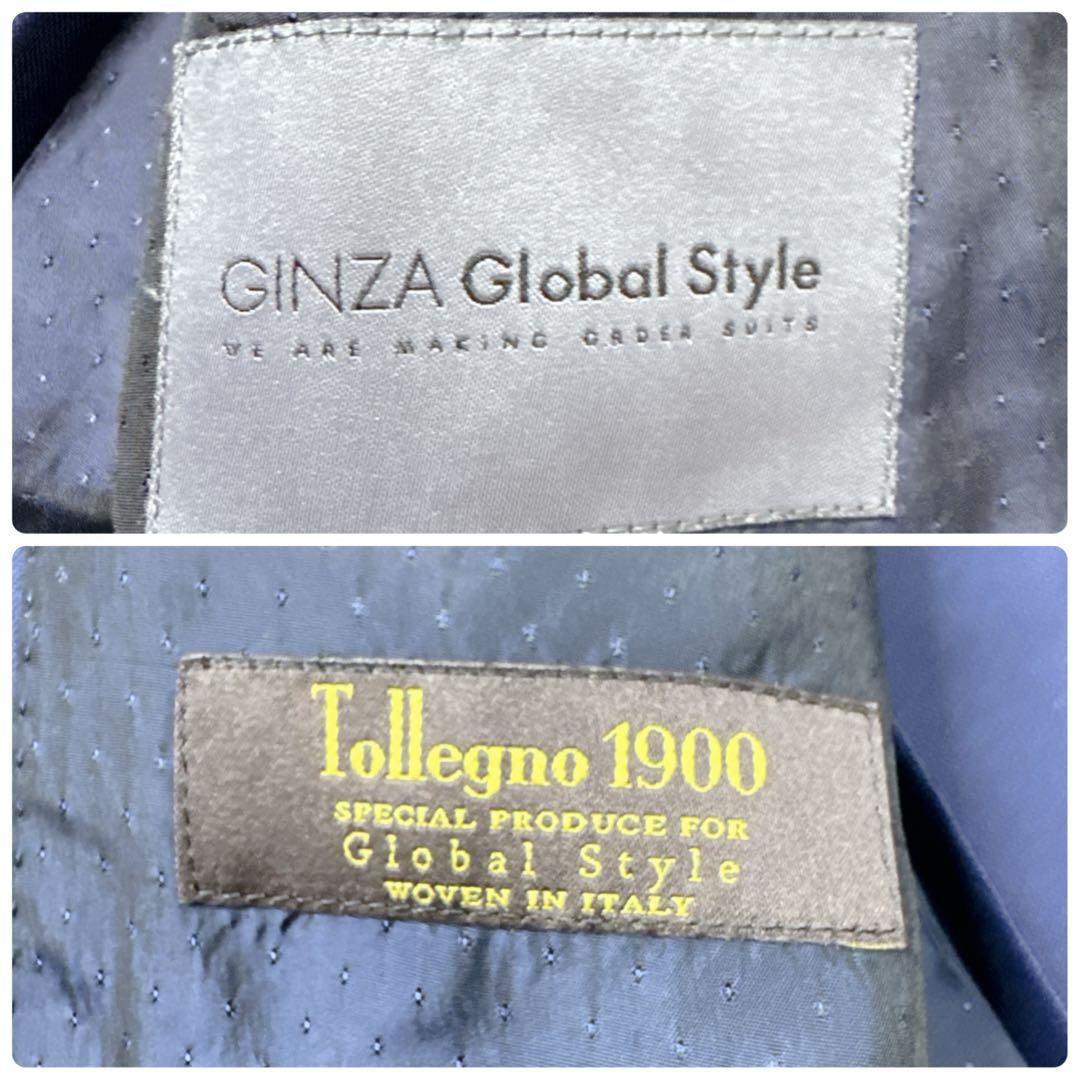 GINZA Global Style
WE ARE MAKING ORDER SUITS
Tollegno 1900
SPECIAL PRODUCE FOR
Global Style
WOVEN IN ITALY